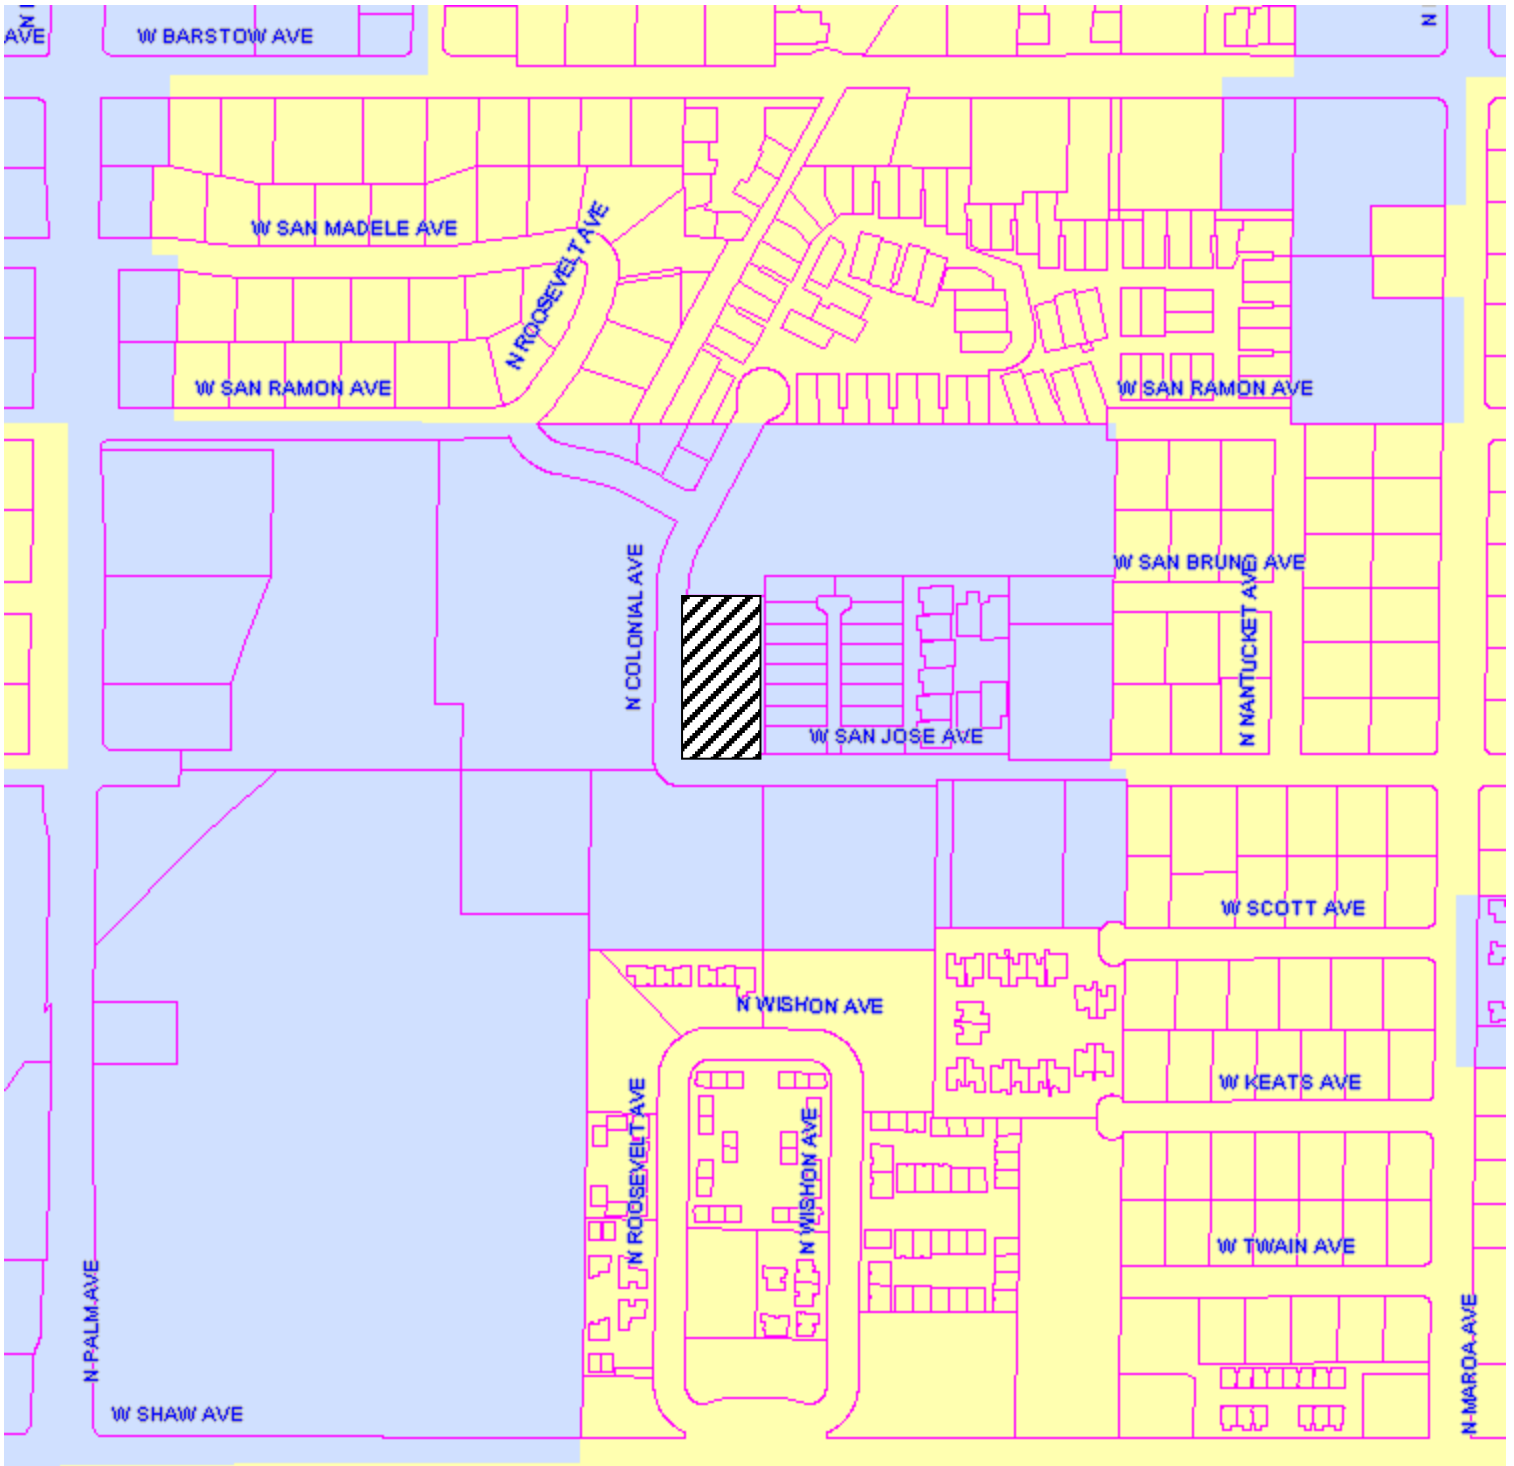 N
AVE
W BARSTOW AVE
N
W SAN MADELE AVE
N ROOSEVELT AVE
W SAN RAMON AVE
W SAN RAMON AVE
N COLONIAL AVE
W SAN BRUNO AVE
N NANTUCKET AVE
W SAN JOSE AVE
W SCOTT AVE
N WISHON AVE
W KEATS AVE
N ROOSEVELT AVE
N WISHON AVE
W TWAIN AVE
N PALM AVE
N MAROA AVE
W SHAW AVE